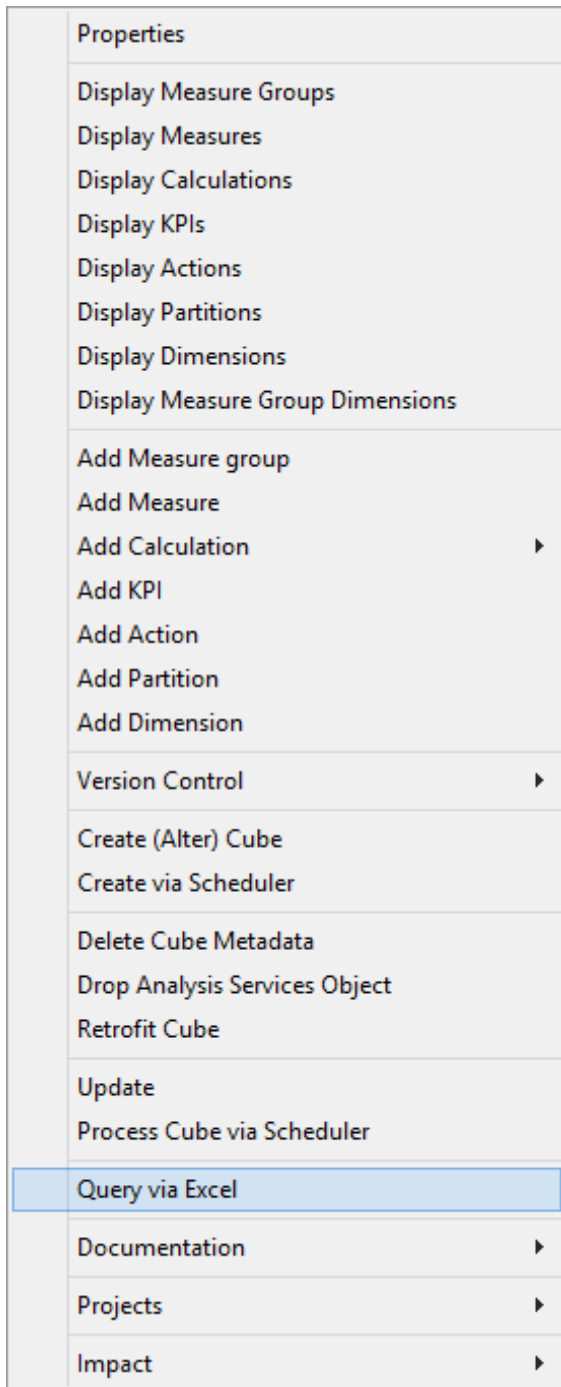 Properties
Display Measure Groups
Display Measures
Display Calculations
Display KPIs
Display Actions
Display Partitions
Display Dimensions
Display Measure Group Dimensions
Add Measure group
Add Measure
Add Calculation
Add KPI
Add Action
Add Partition
Add Dimension
Version Control
Create (Alter) Cube
Create via Scheduler
Delete Cube Metadata
Drop Analysis Services Object
Retrofit Cube
Update
Process Cube via Scheduler
Query via Excel
Documentation
Projects
Impact